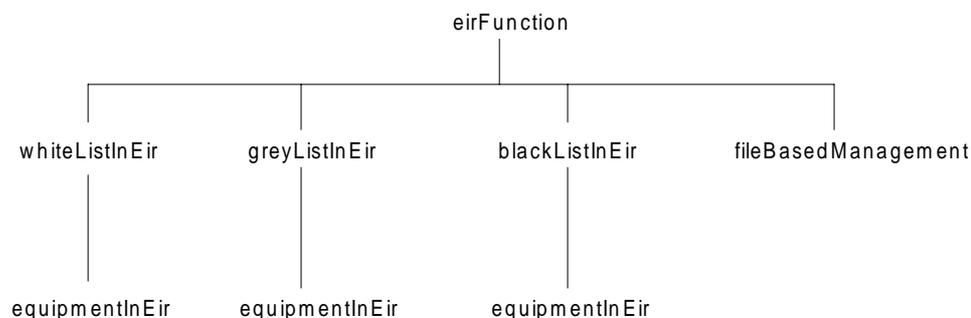 eirFunction
whiteListInEir greyListInEir blackListInEir fileBasedManagement
equipmentInEir equipmentInEir equipmentInEir